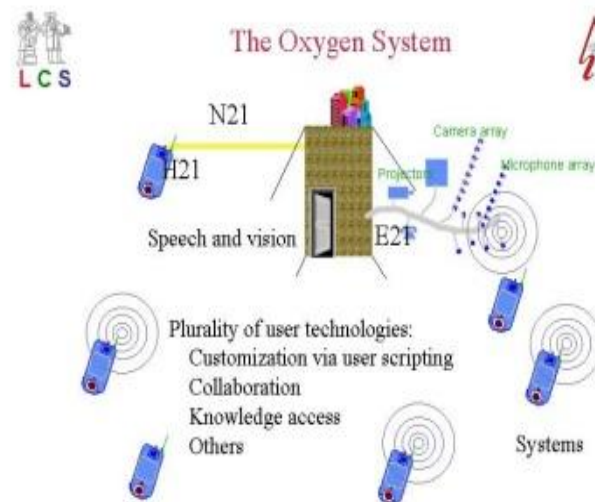 L C S
The Oxygen System
N21
Camera array
H21
Projectors
Microphone array
Speech and vision
E21
Plurality of user technologies:
Customization via user scripting
Collaboration
Knowledge access
Others
Systems